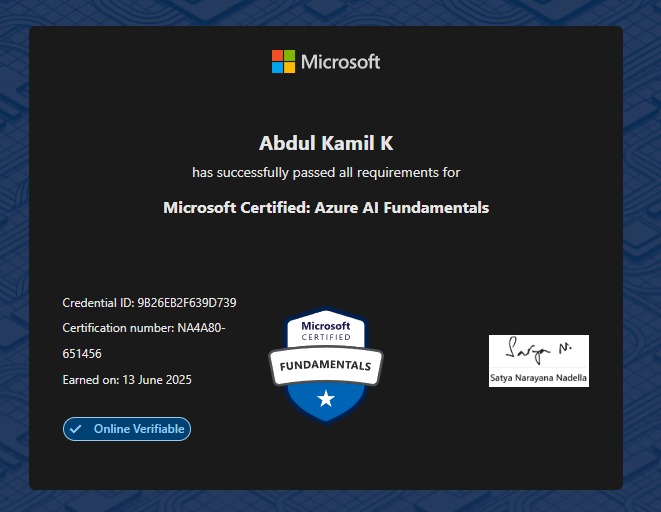 Microsoft
Abdul Kamil K
has successfully passed all requirements for
Microsoft Certified: Azure AI Fundamentals
Credential ID: 9B26EB2F639D739
Certification number: NA4A80-
651456
Earned on: 13 June 2025
Online Verifiable
Microsoft
CERTIFIED
FUNDAMENTALS
Satya N.
Satya Narayana Nadella